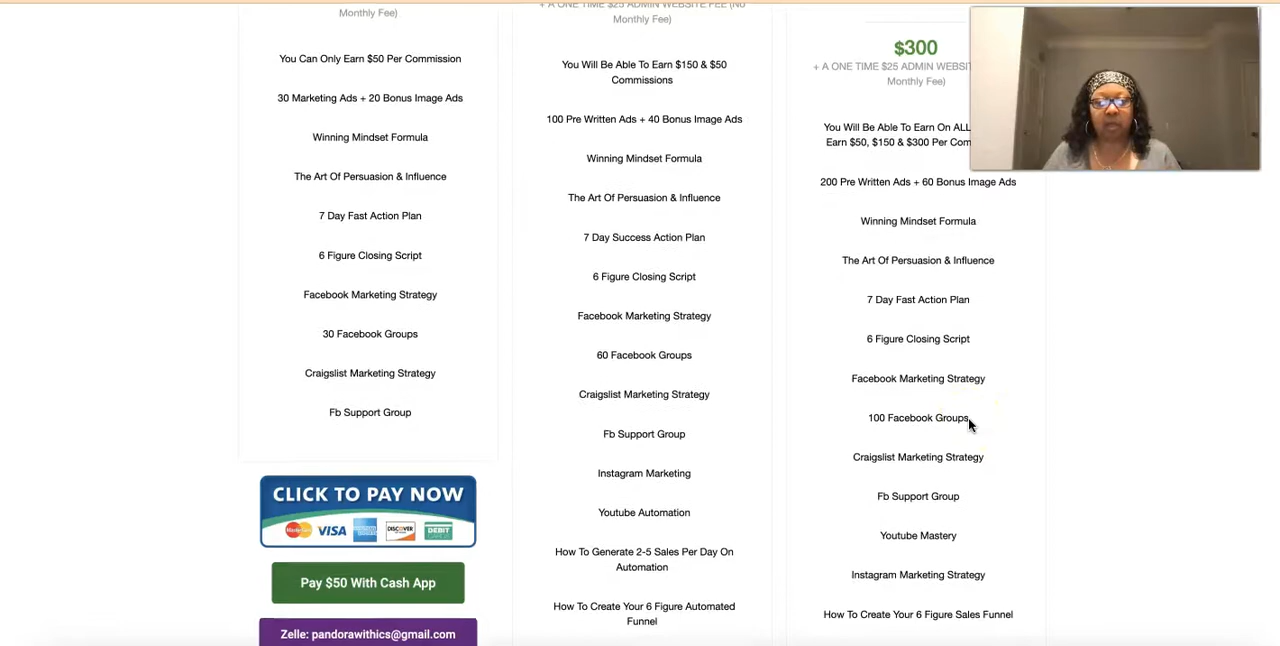 Monthly Fee)
You Can Only Earn $50 Per Commission
30 Marketing Ads + 20 Bonus Image Ads
Winning Mindset Formula
The Art Of Persuasion & Influence
7 Day Fast Action Plan
6 Figure Closing Script
Facebook Marketing Strategy
30 Facebook Groups
Craigslist Marketing Strategy
Fb Support Group
CLICK TO PAY NOW
MasterCard VISA AMERICAN EXPRESS DISCOVER DEBIT
Pay $50 With Cash App
Zelle: pandorawithics@gmail.com
+ A ONE TIME $25 ADMIN WEBSITE FEE (No
Monthly Fee)
You Will Be Able To Earn $150 & $50
Commissions
100 Pre Written Ads + 40 Bonus Image Ads
Winning Mindset Formula
The Art Of Persuasion & Influence
7 Day Success Action Plan
6 Figure Closing Script
Facebook Marketing Strategy
60 Facebook Groups
Craigslist Marketing Strategy
Fb Support Group
Instagram Marketing
Youtube Automation
How To Generate 2-5 Sales Per Day On
Automation
How To Create Your 6 Figure Automated
Funnel
$300
+ A ONE TIME $25 ADMIN WEBSI
Monthly Fee)
You Will Be Able To Earn On ALL
Earn $50, $150 & $300 Per Com
200 Pre Written Ads + 60 Bonus Image Ads
Winning Mindset Formula
The Art Of Persuasion & Influence
7 Day Fast Action Plan
6 Figure Closing Script
Facebook Marketing Strategy
100 Facebook Groups
Craigslist Marketing Strategy
Fb Support Group
Youtube Mastery
Instagram Marketing Strategy
How To Create Your 6 Figure Sales Funnel